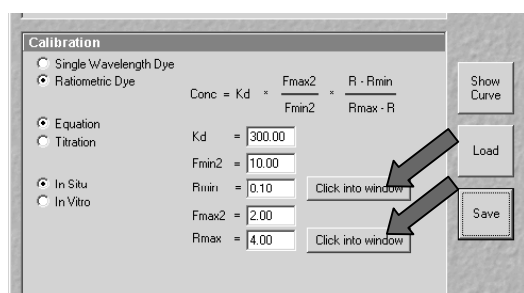 Calibration
Single Wavelength Dye
Ratiometric Dye
Conc = Kd * Fmax2 / Fmin2 * R - Rmin / Rmax - R
Equation
Titration
Kd = 300.00
Fmin2 = 10.00
In Situ
In Vitro
Rmin = 0.10 Click into window
Fmax2 = 2.00
Rmax = 4.00 Click into window
Show
Curve
Load
Save